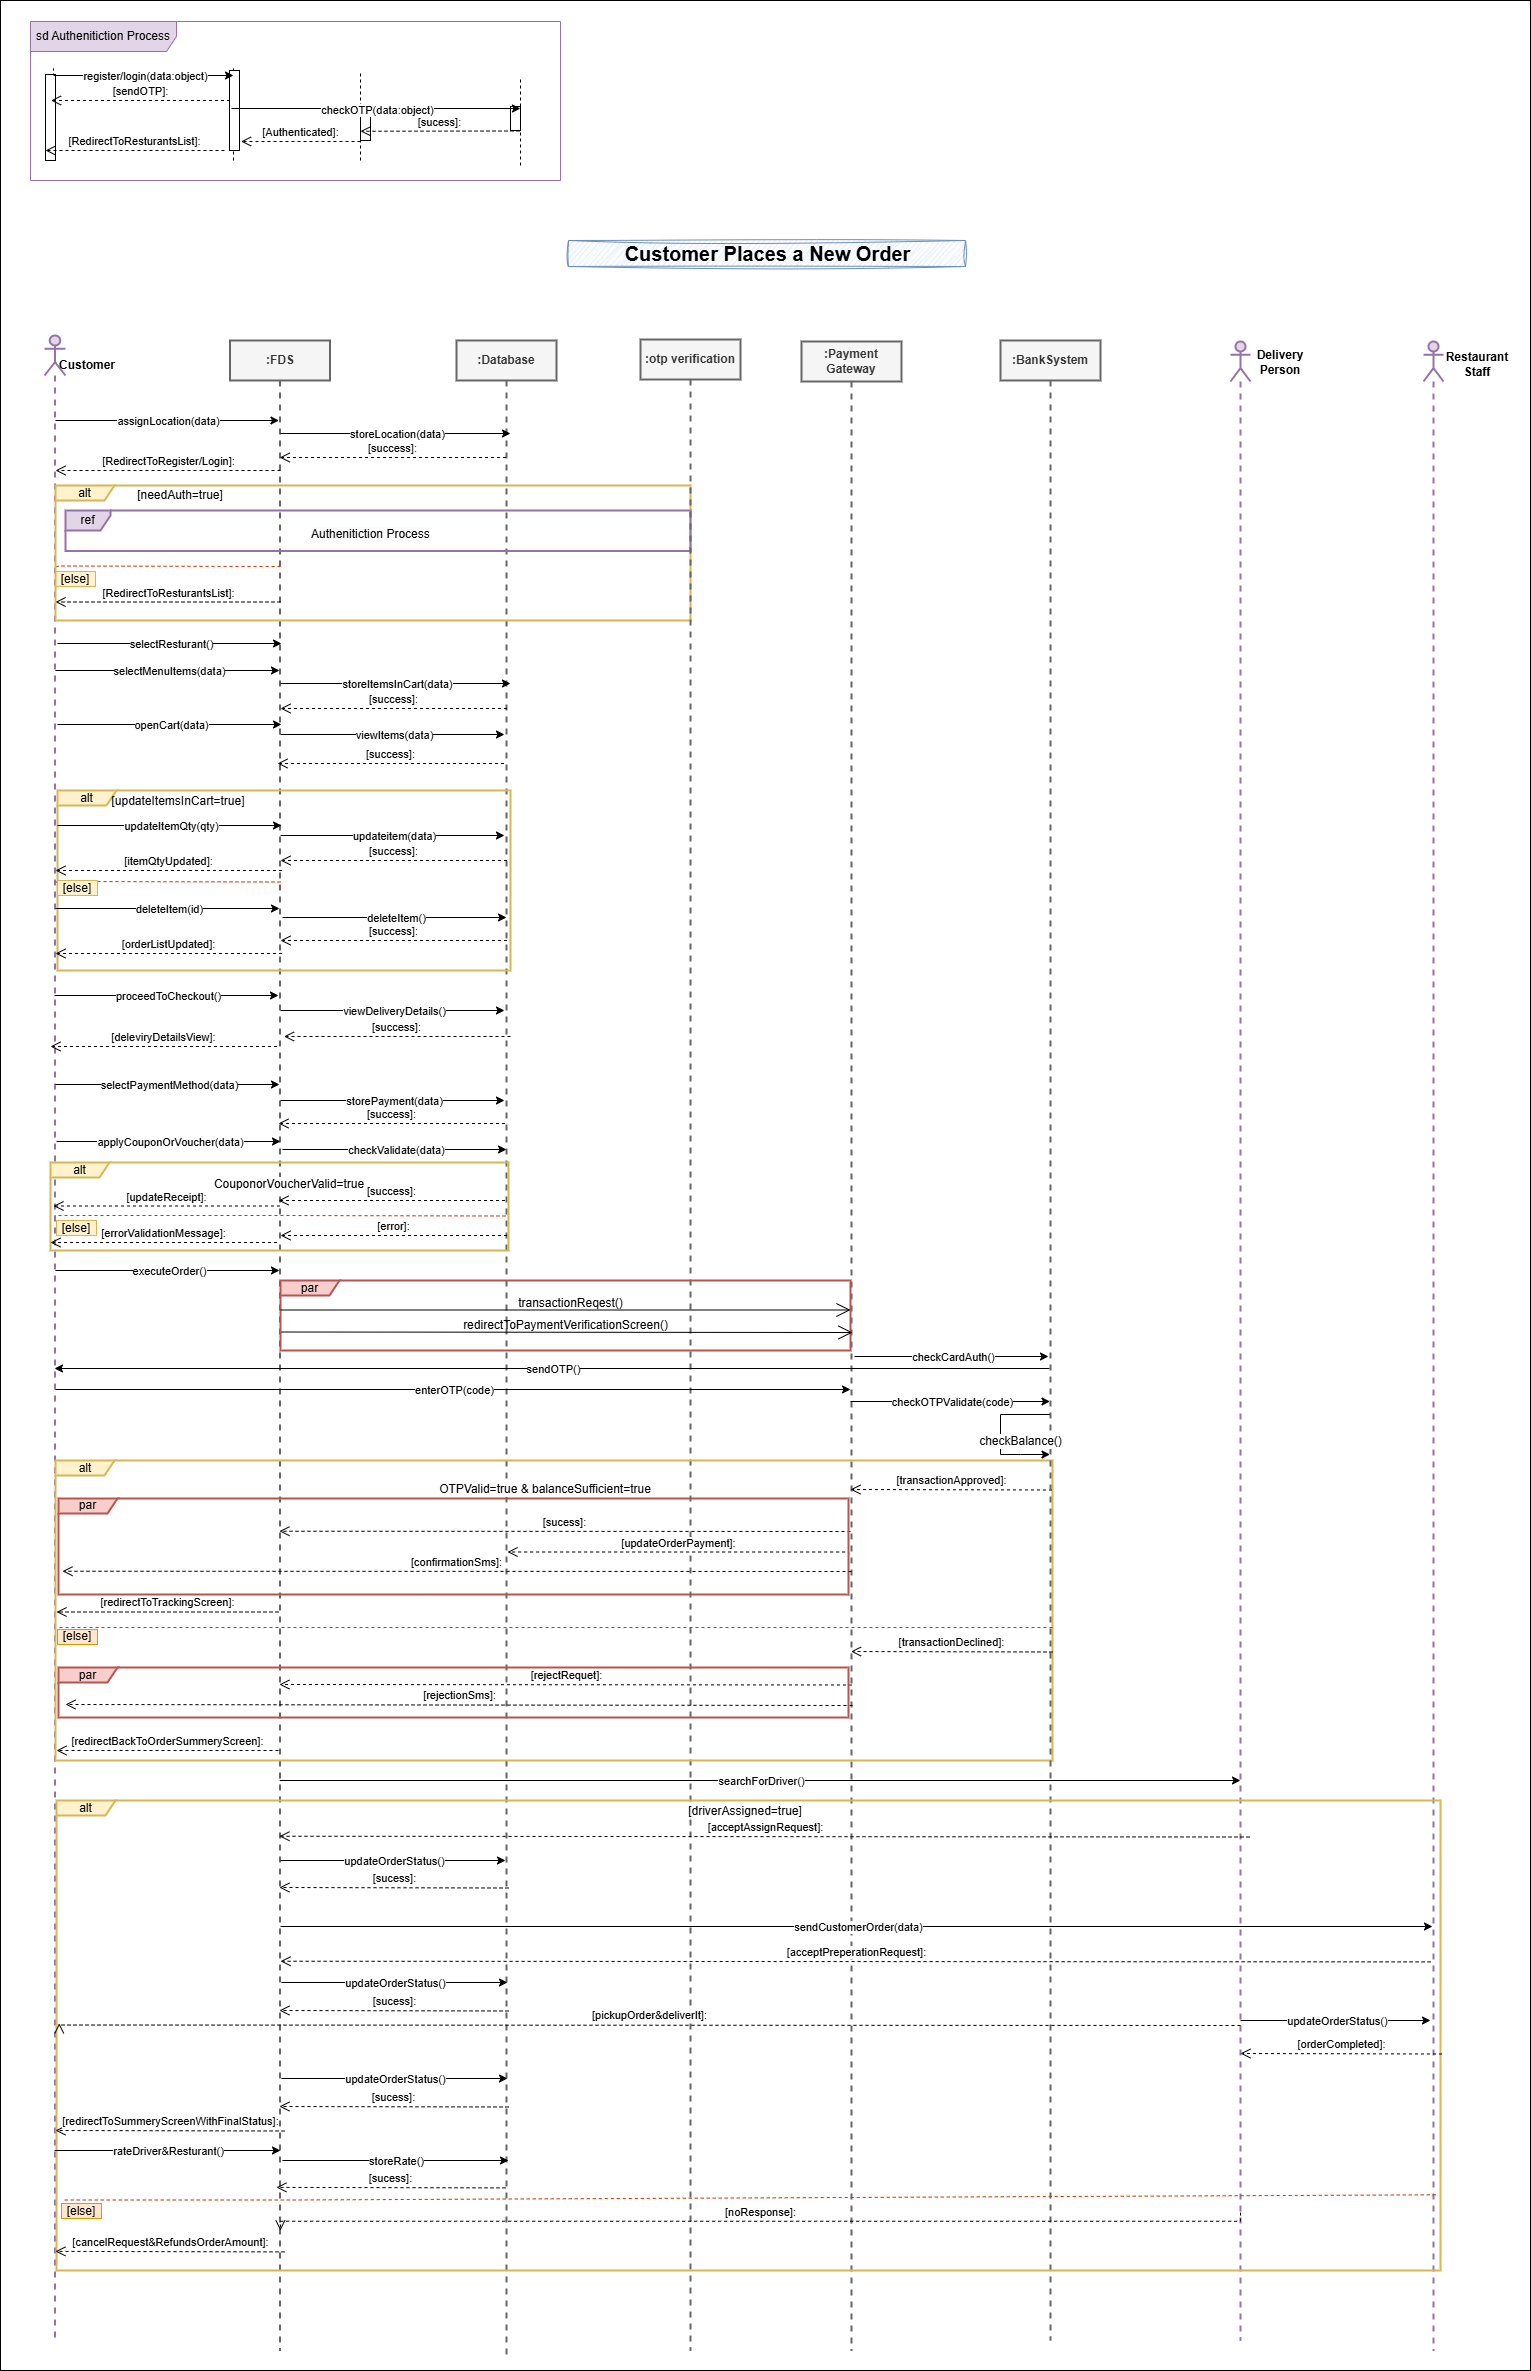 sd Authenitiction Process
register/login(data:object)
[sendOTP]:
checkOTP(data:object)
[sucess]:
[Authenticated]:
[RedirectToResturantsList]:
Customer Places a New Order
Customer
:FDS
:Database
:otp verification
:Payment
Gateway
:BankSystem
Delivery
Person
Restaurant
Staff
assignLocation(data)
storeLocation(data)
[success]:
[RedirectToRegister/Login]:
alt
[needAuth=true]
ref
Authenitiction Process
[else]
[RedirectToResturantsList]:
selectResturant()
selectMenuItems(data)
storeItemsInCart(data)
[success]:
openCart(data)
viewItems(data)
[success]:
alt
[updateItemsInCart=true]
updateItemQty(qty)
updateitem(data)
[success]:
[itemQtyUpdated]:
[else]
deleteItem(id)
deleteItem()
[success]:
[orderListUpdated]:
proceedToCheckout()
viewDeliveryDetails()
[success]:
[deleviryDetailsView]:
selectPaymentMethod(data)
storePayment(data)
[success]:
applyCouponOrVoucher(data)
checkValidate(data)
alt
CouponorVoucherValid=true
[success]:
[updateReceipt]:
[else]
[error]:
[errorValidationMessage]:
executeOrder()
par
transactionReqest()
redirectToPaymentVerificationScreen()
checkCardAuth()
sendOTP()
enterOTP(code)
checkOTPValidate(code)
checkBalance()
alt
[transactionApproved]:
OTPValid=true & balanceSufficient=true
par
[sucess]:
[updateOrderPayment]:
[confirmationSms]:
[redirectToTrackingScreen]:
[else]
[transactionDeclined]:
par
[rejectRequet]:
[rejectionSms]:
[redirectBackToOrderSummeryScreen]:
searchForDriver()
alt
[driverAssigned=true]
[acceptAssignRequest]:
updateOrderStatus()
[sucess]:
sendCustomerOrder(data)
[acceptPreperationRequest]:
updateOrderStatus()
[sucess]:
[pickupOrder&deliverIt]:
updateOrderStatus()
[orderCompleted]:
updateOrderStatus()
[sucess]:
[redirectToSummeryScreenWithFinalStatus]:
rateDriver&Resturant()
storeRate()
[sucess]:
[else]
[noResponse]:
[cancelRequest&RefundsOrderAmount]: